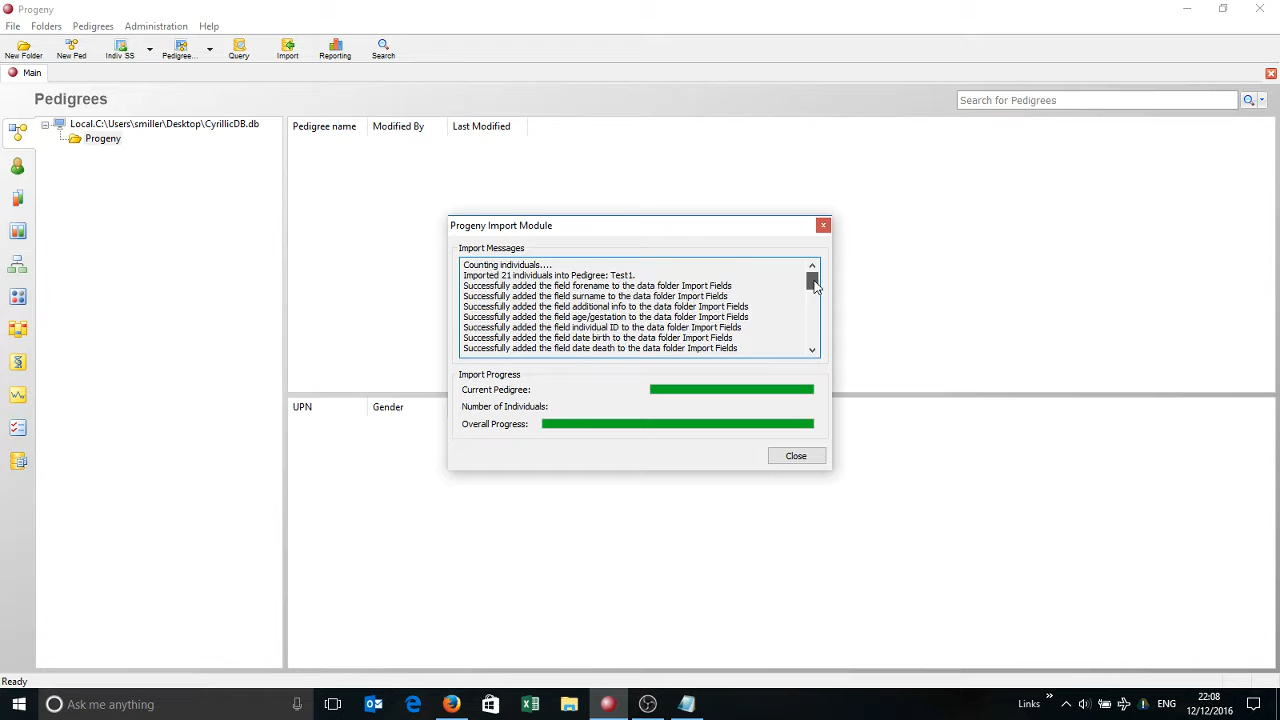 Progeny
File Folders Pedigrees Administration Help
New Folder New Ped Indiv SS Pedigree... Query Import Reporting Search
Main
Pedigrees
Search for Pedigrees
Local.C:\Users\smiller\Desktop\CyrillicDB.db
Progeny
Pedigree name Modified By Last Modified
Progeny Import Module
Import Messages
Counting individuals....
Imported 21 individuals into Pedigree: Test1.
Successfully added the field forename to the data folder Import Fields
Successfully added the field surname to the data folder Import Fields
Successfully added the field additional info to the data folder Import Fields
Successfully added the field age/gestation to the data folder Import Fields
Successfully added the field individual ID to the data folder Import Fields
Successfully added the field date birth to the data folder Import Fields
Successfully added the field date death to the data folder Import Fields
Import Progress
Current Pedigree:
Number of Individuals:
Overall Progress:
Close
UPN Gender
Ready
Ask me anything
Links
ENG
22:08
12/12/2016